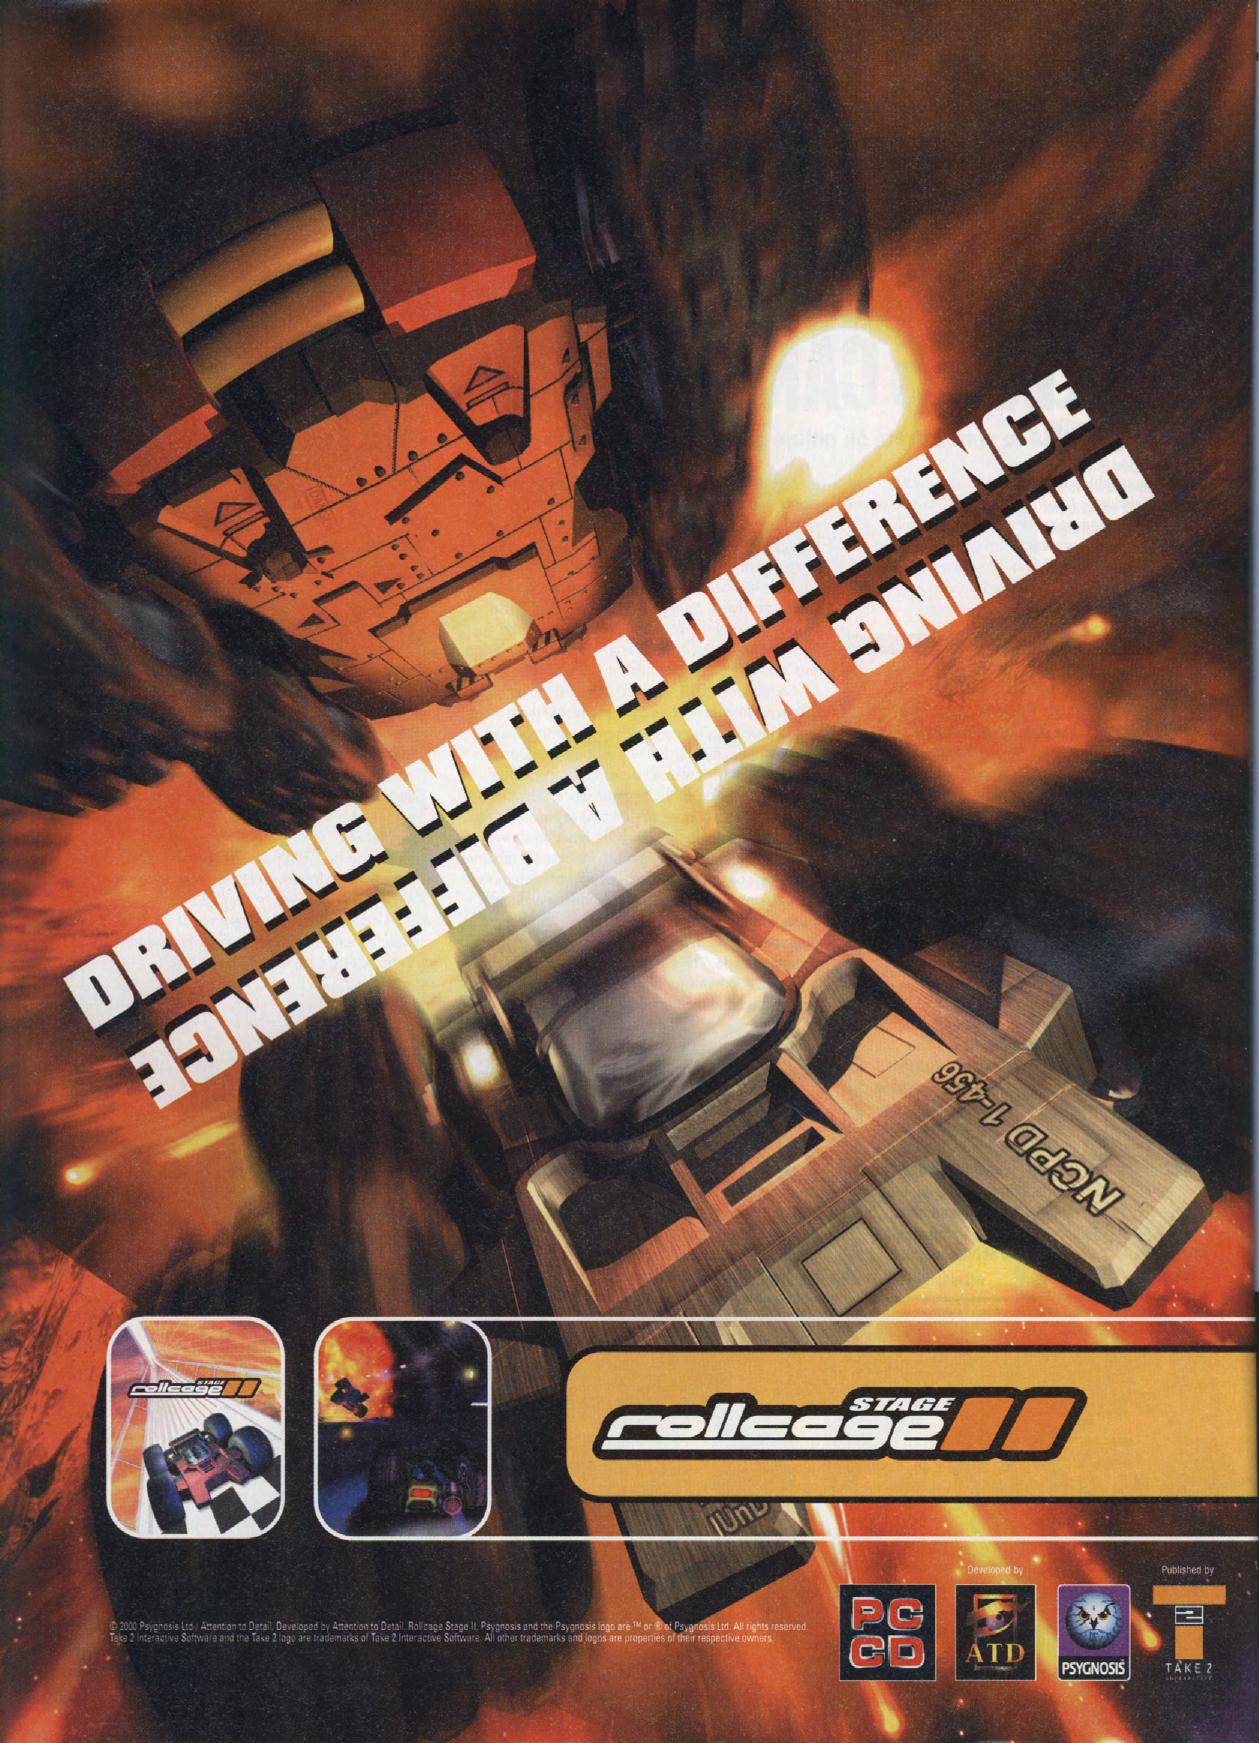 DRIVING WITH A DIFFERENCE
DRIVING WITH A DIFFERENCE
NCPD 1-456
STAGE
rollcage
STAGE
rollcage
Developed by
Published by
PC
CD
ATD
PSYGNOSIS
T
2
TAKE 2
INTERACTIVE
© 2000 Psygnosis Ltd / Attention to Detail. Developed by Attention to Detail. Rollcage Stage II, Psygnosis and the Psygnosis logo are ™ or ® of Psygnosis Ltd. All rights reserved.
Take 2 Interactive Software and the Take 2 logo are trademarks of Take 2 Interactive Software. All other trademarks and logos are properties of their respective owners.